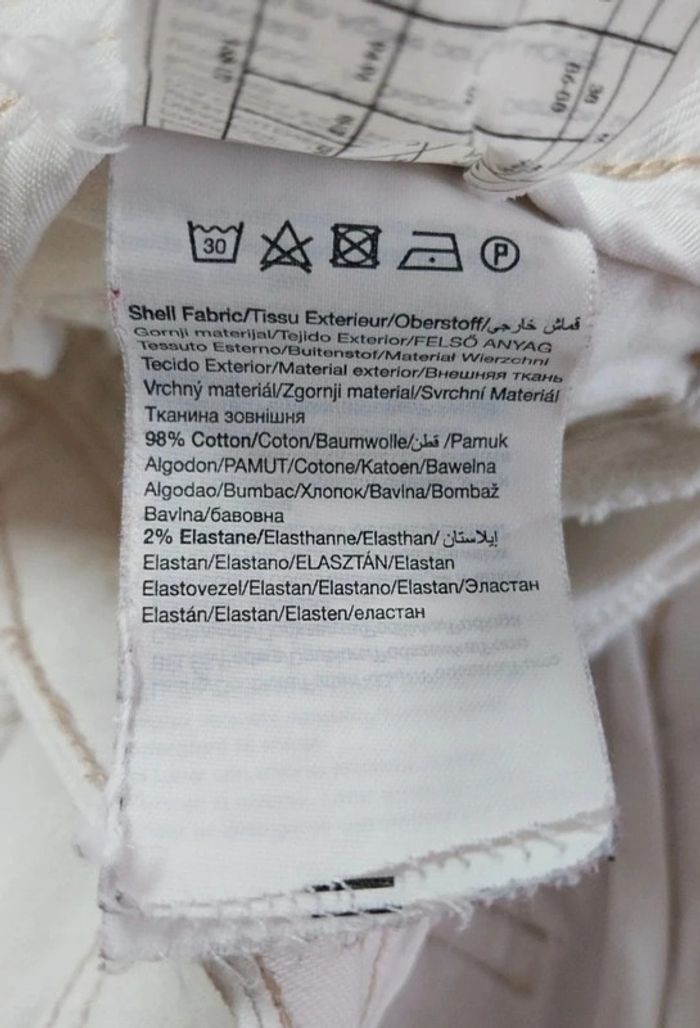 30
P
Shell Fabric/Tissu Exterieur/Oberstoff/قماش خارجي
Gornji materijal/Tejido Exterior/FELSŐ ANYAG
Tessuto Esterno/Buitenstof/Materiał Wierzchni
Tecido Exterior/Material exterior/Внешняя ткань
Vrchný materiál/Zgornji material/Svrchní Materiál
Тканина зовнішня
98% Cotton/Coton/Baumwolle/قطن /Pamuk
Algodon/PAMUT/Cotone/Katoen/Bawełna
Algodao/Bumbac/Хлопок/Bavlna/Bombaž
Bavlna/бавовна
2% Elastane/Elasthanne/Elasthan/إيلاستان
Elastan/Elastano/ELASZTÁN/Elastan
Elastovezel/Elastan/Elastano/Elastan/Эластан
Elastán/Elastan/Elasten/еластан